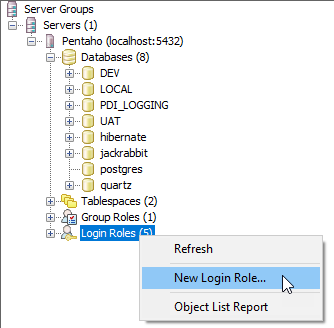 Server Groups
Servers (1)
Pentaho (localhost:5432)
Databases (8)
DEV
LOCAL
PDI_LOGGING
UAT
hibernate
jackrabbit
postgres
quartz
Tablespaces (2)
Group Roles (1)
Login Roles (5)
Refresh
New Login Role...
Object List Report